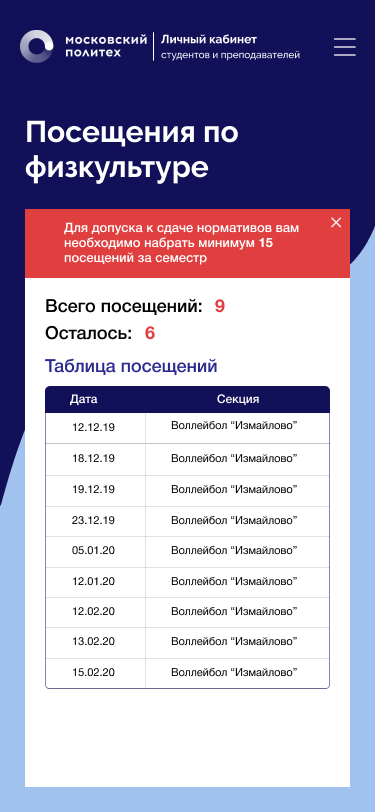 московский
политех
Личный кабинет
студентов и преподавателей
Посещения по
физкультуре
Для допуска к сдаче нормативов вам
необходимо набрать минимум 15
посещений за семестр
Всего посещений: 9
Осталось: 6
Таблица посещений
Дата Секция
12.12.19 Воллейбол “Измайлово”
18.12.19 Воллейбол “Измайлово”
19.12.19 Воллейбол “Измайлово”
23.12.19 Воллейбол “Измайлово”
05.01.20 Воллейбол “Измайлово”
12.01.20 Воллейбол “Измайлово”
12.02.20 Воллейбол “Измайлово”
13.02.20 Воллейбол “Измайлово”
15.02.20 Воллейбол “Измайлово”